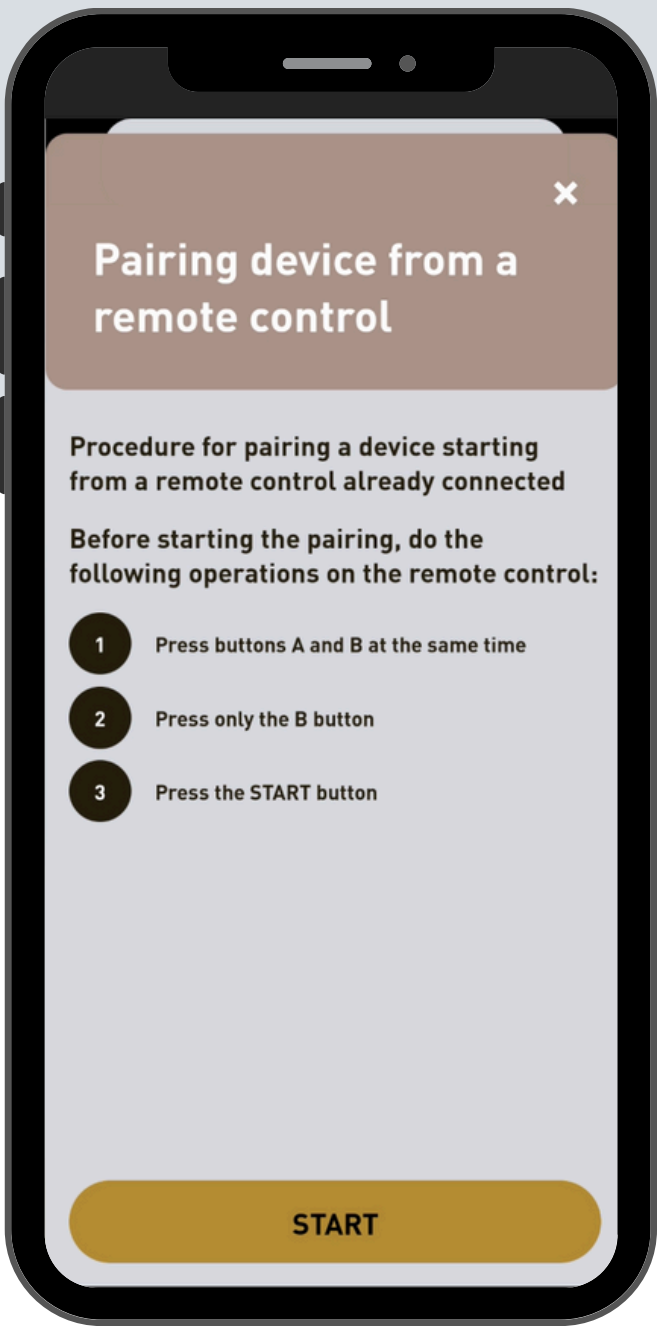 Pairing device from a
remote control
Procedure for pairing a device starting
from a remote control already connected
Before starting the pairing, do the
following operations on the remote control:
1 Press buttons A and B at the same time
2 Press only the B button
3 Press the START button
START